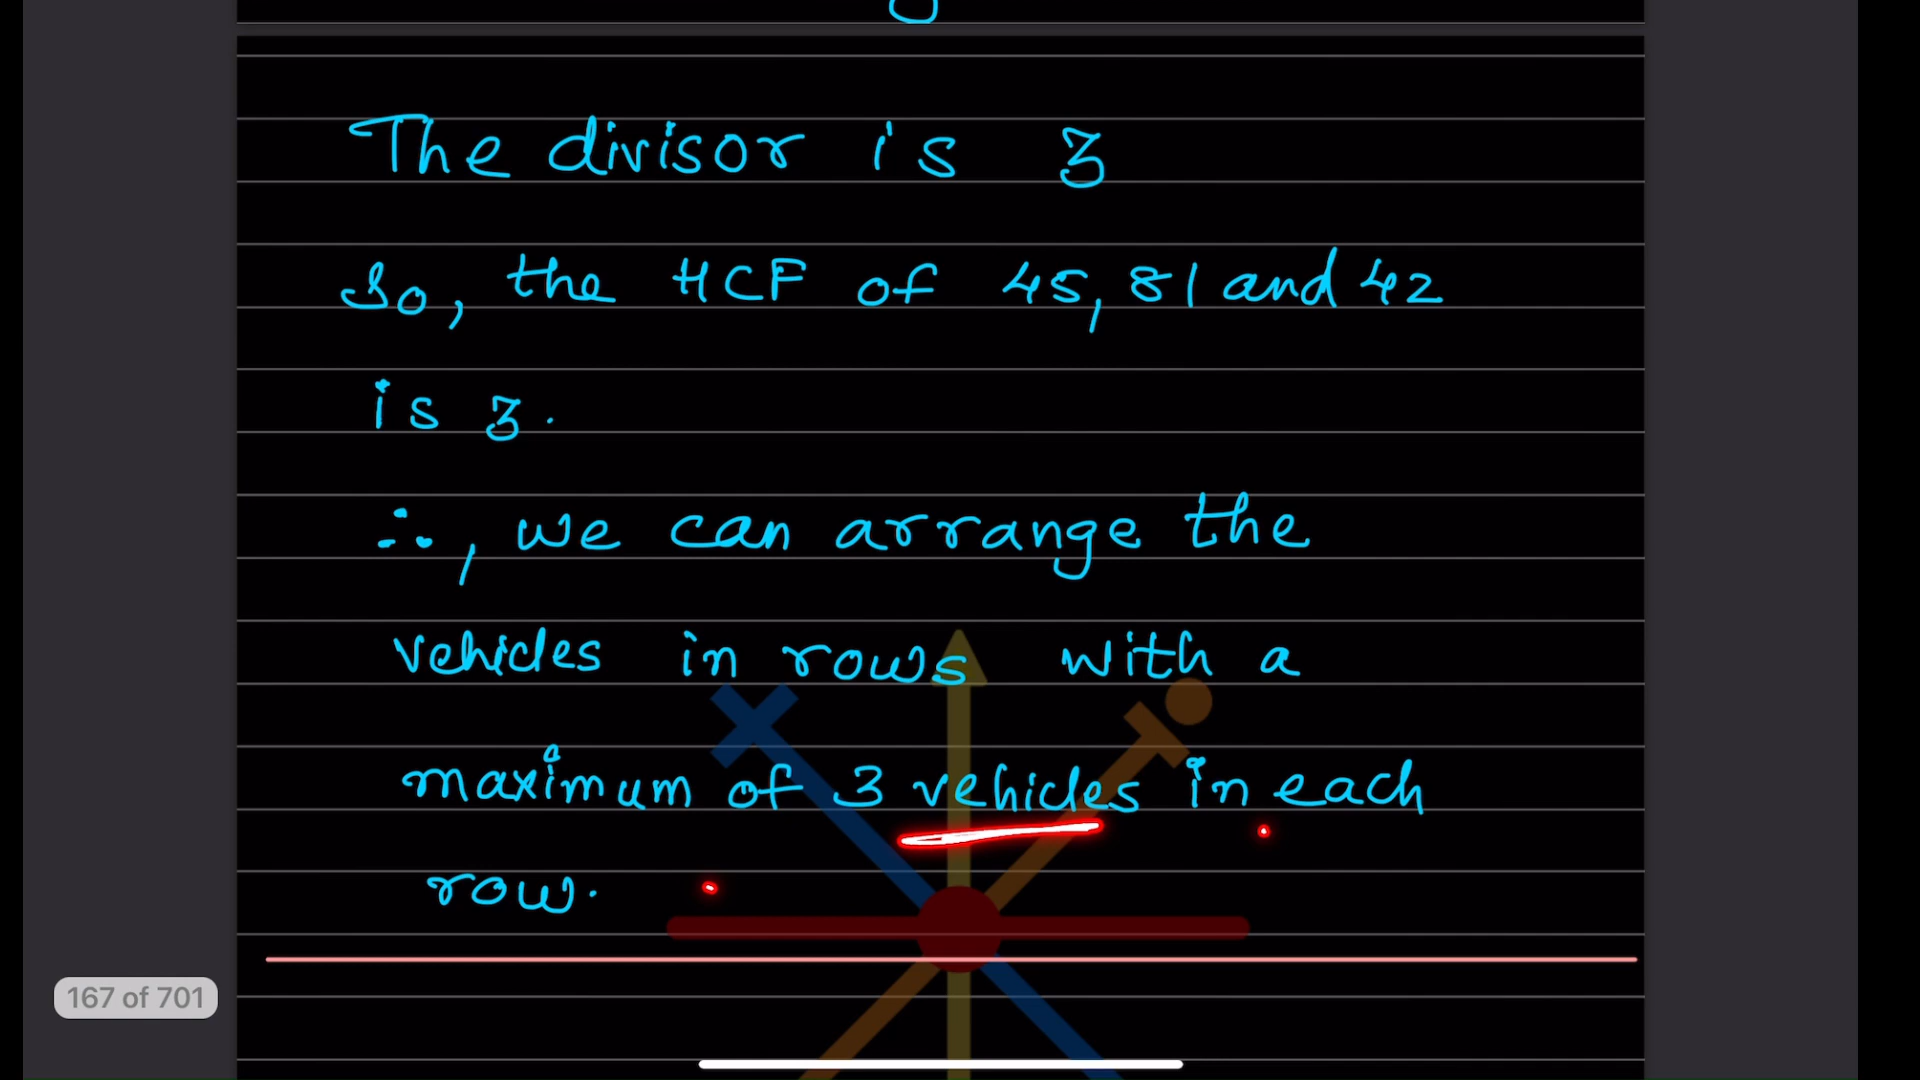 The divisor is 3
So, the HCF of 45, 81 and 42
is 3.
∴, we can arrange the
vehicles in rows with a
maximum of 3 vehicles in each
row.
167 of 701